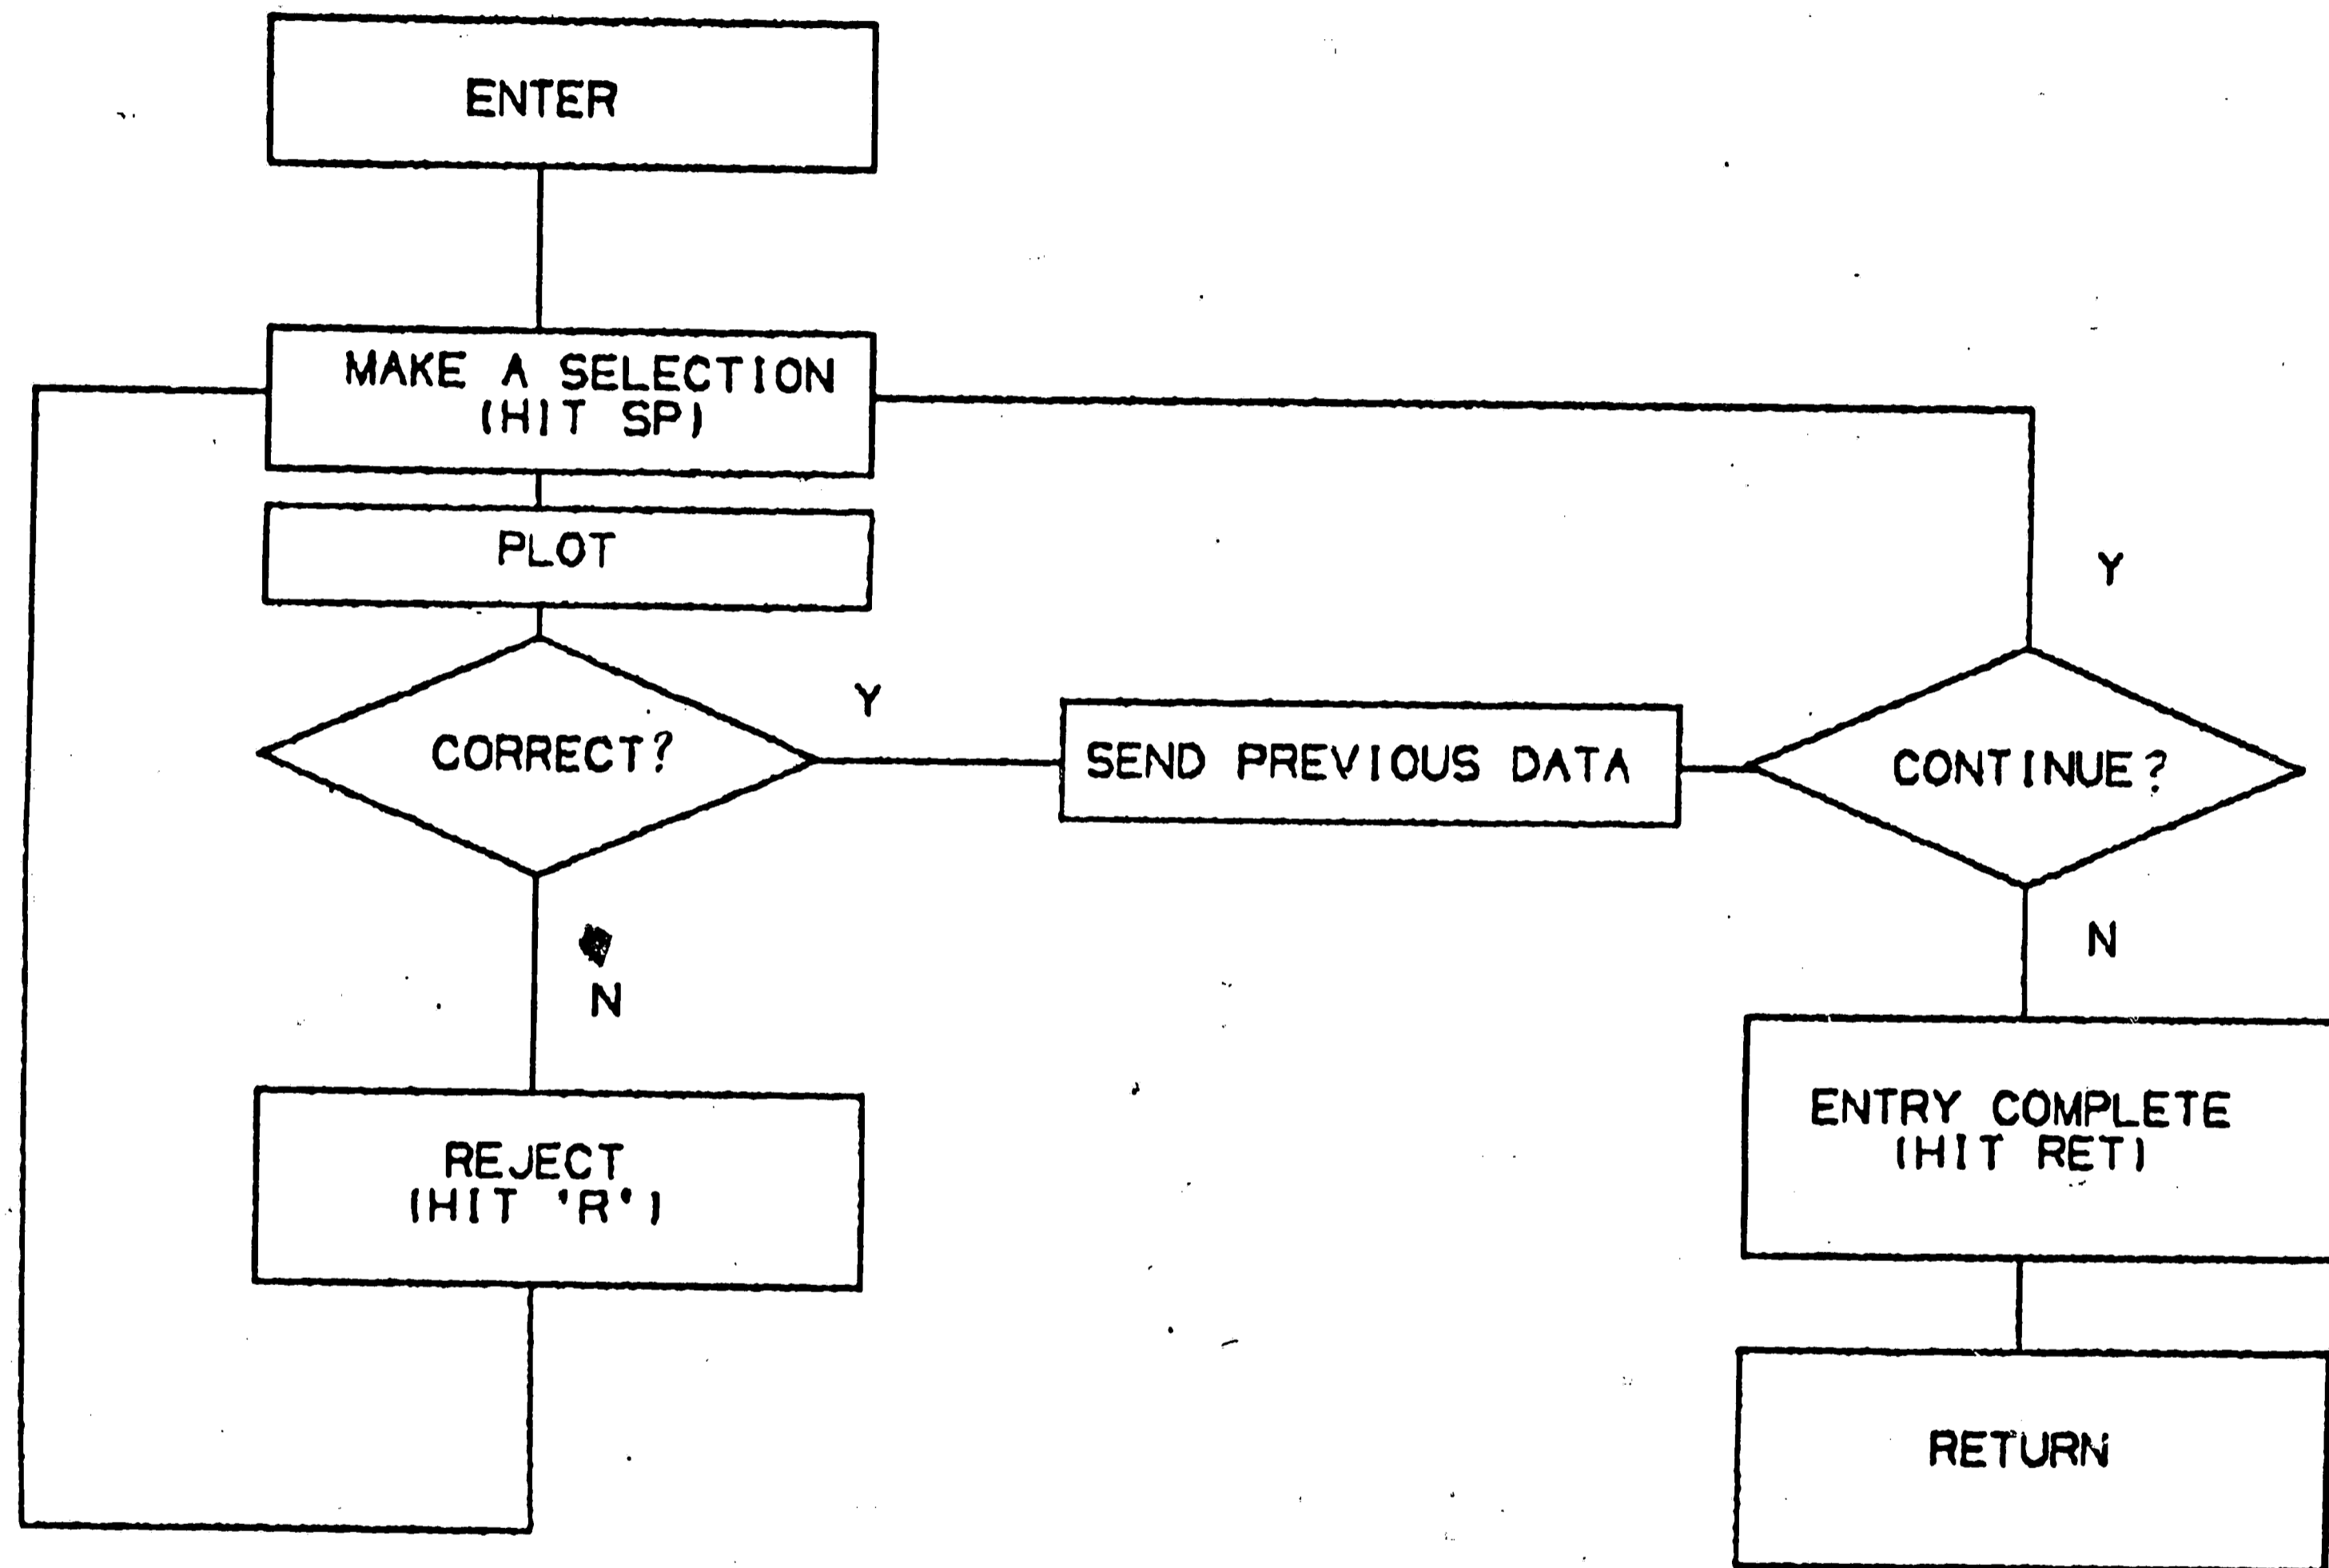 ENTER
MAKE A SELECTION
(HIT SP)
PLOT
Y
Y
CORRECT?
SEND PREVIOUS DATA
CONTINUE?
N
N
REJECT
(HIT 'R')
ENTRY COMPLETE
(HIT RET)
RETURN